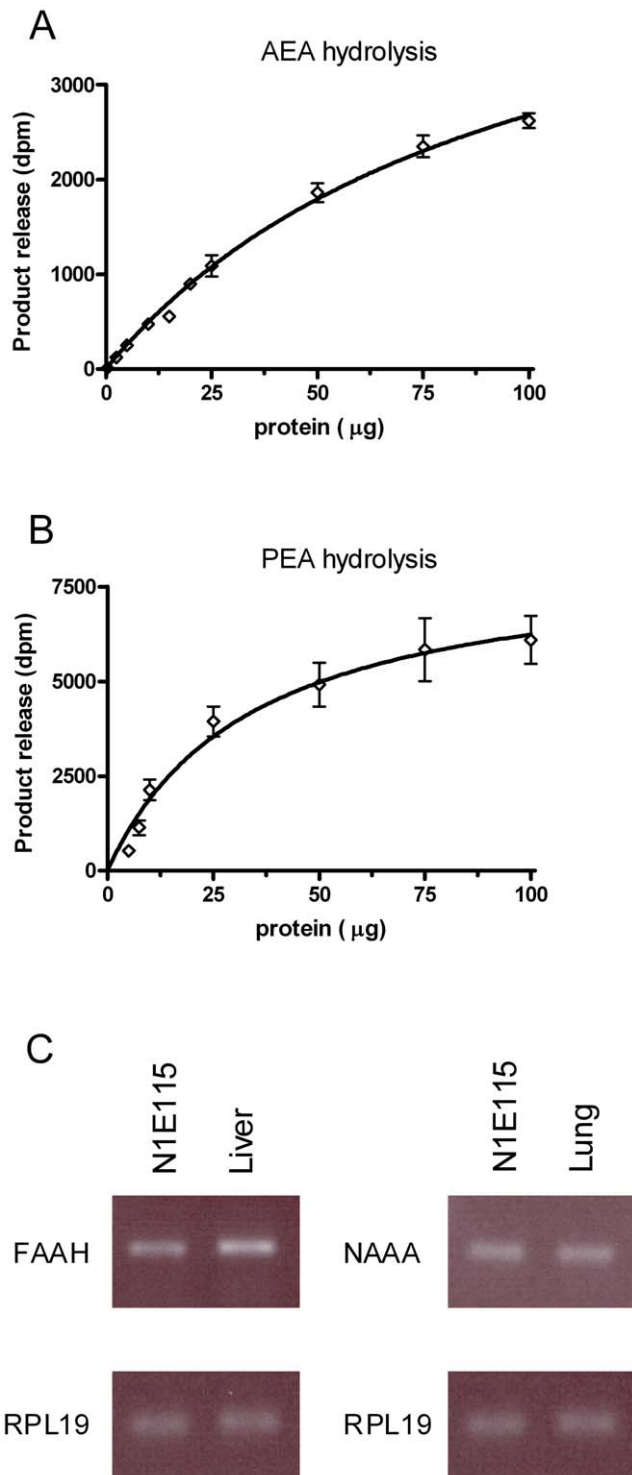 A
AEA hydrolysis
Product release (dpm)
3000
2000
1000
0
0 25 50 75 100
protein ( μg)
B
PEA hydrolysis
Product release (dpm)
7500
5000
2500
0
0 25 50 75 100
protein ( μg)
C
N1E115 Liver N1E115 Lung
FAAH NAAA
RPL19 RPL19